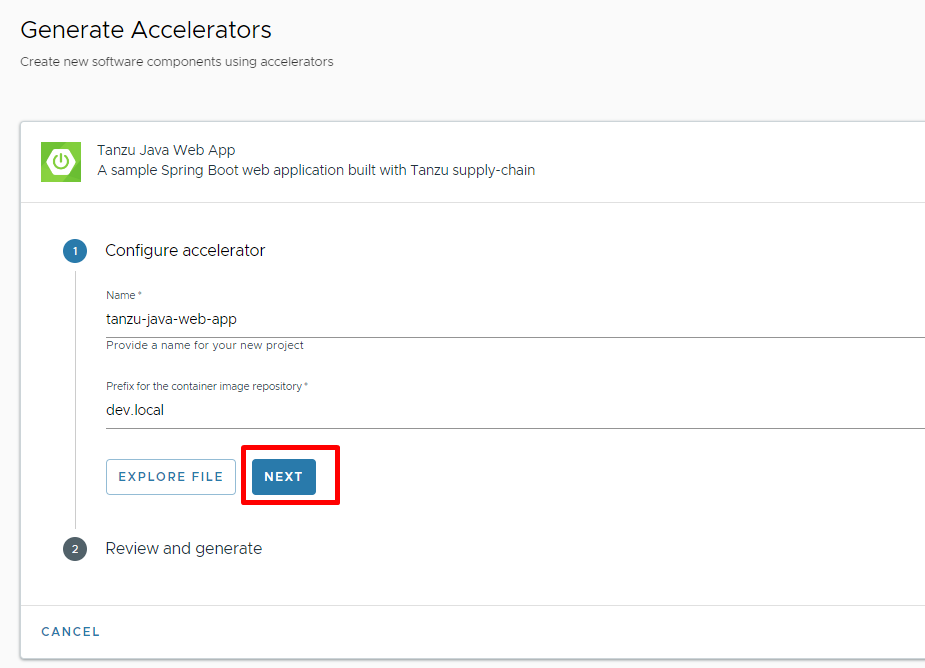 Generate Accelerators
Create new software components using accelerators
Tanzu Java Web App
A sample Spring Boot web application built with Tanzu supply-chain
1 Configure accelerator
Name *
tanzu-java-web-app
Provide a name for your new project
Prefix for the container image repository *
dev.local
EXPLORE FILE NEXT
2 Review and generate
CANCEL